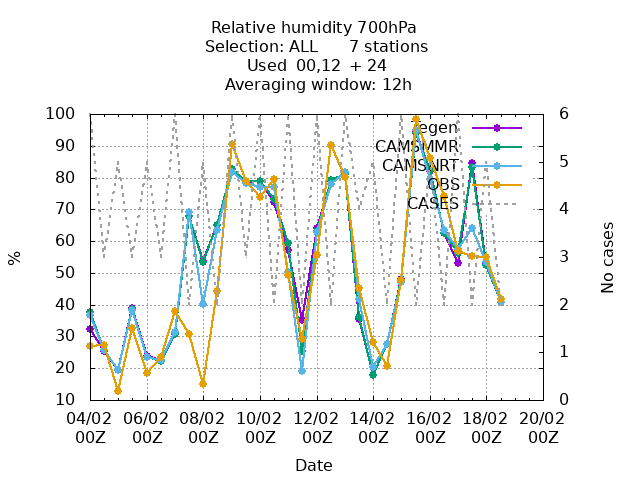 Relative humidity 700hPa
Selection: ALL 7 stations
Used 00,12 + 24
Averaging window: 12h
Tegen
CAMSMMR
CAMSNRT
OBS
CASES
100
90
80
70
60
50
40
30
20
10
%
6
5
4
3
2
1
0
No cases
04/02 06/02 08/02 10/02 12/02 14/02 16/02 18/02 20/02
00Z 00Z 00Z 00Z 00Z 00Z 00Z 00Z 00Z
Date